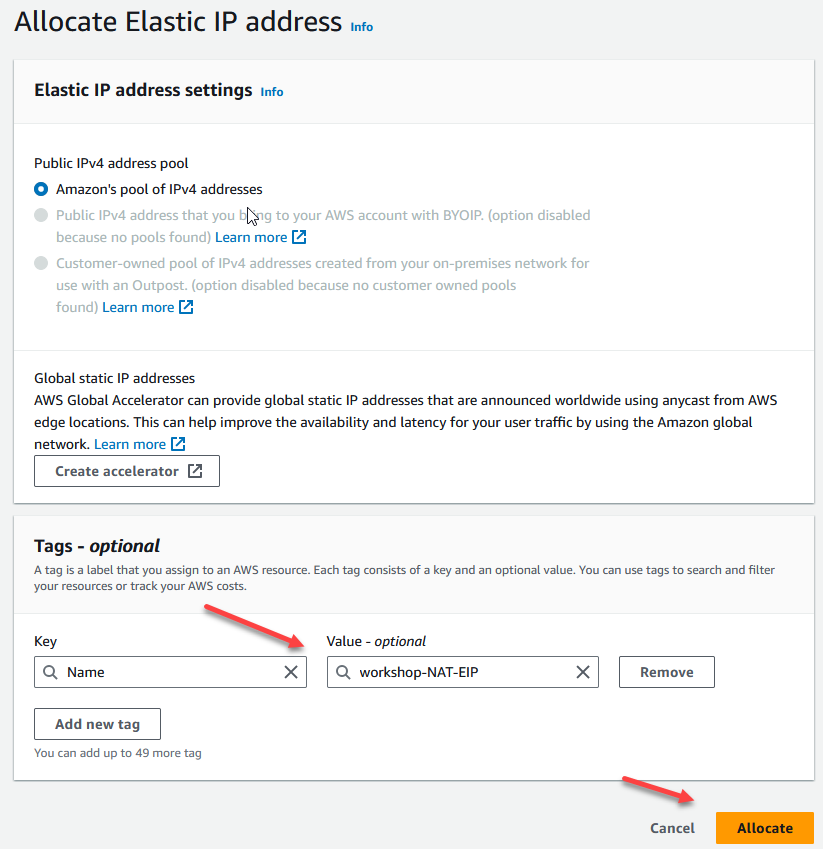 Allocate Elastic IP address Info
Elastic IP address settings Info
Public IPv4 address pool
Amazon's pool of IPv4 addresses
Public IPv4 address that you bring to your AWS account with BYOIP. (option disabled
because no pools found) Learn more
Customer-owned pool of IPv4 addresses created from your on-premises network for
use with an Outpost. (option disabled because no customer owned pools
found) Learn more
Global static IP addresses
AWS Global Accelerator can provide global static IP addresses that are announced worldwide using anycast from AWS
edge locations. This can help improve the availability and latency for your user traffic by using the Amazon global
network. Learn more
Create accelerator
Tags - optional
A tag is a label that you assign to an AWS resource. Each tag consists of a key and an optional value. You can use tags to search and filter
your resources or track your AWS costs.
Key Value - optional
Name workshop-NAT-EIP Remove
Add new tag
You can add up to 49 more tag
Cancel Allocate